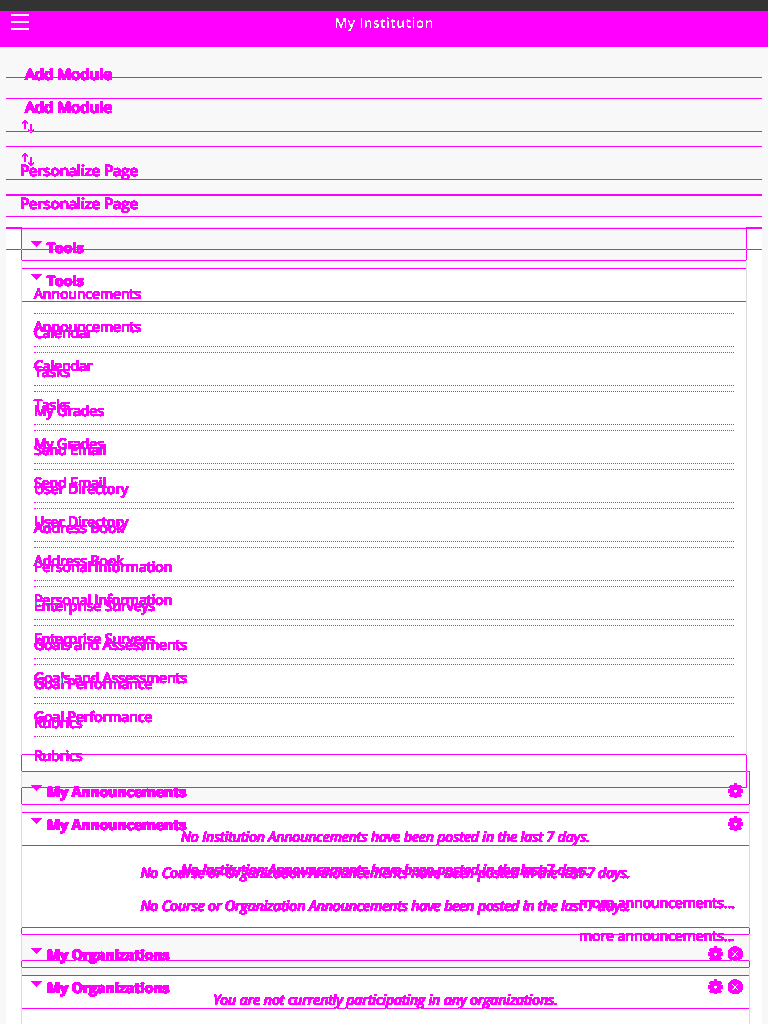 My Institution
Add Module
Add Module
Personalize Page
Personalize Page
Tools
Tools
Announcements
Announcements
Calendar
Calendar
Tasks
Tasks
My Grades
My Grades
Send Email
Send Email
User Directory
User Directory
Address Book
Address Book
Personal Information
Personal Information
Enterprise Surveys
Enterprise Surveys
Goals and Assessments
Goals and Assessments
Goal Performance
Goal Performance
Rubrics
Rubrics
My Announcements
My Announcements
No Institution Announcements have been posted in the last 7 days.
No Institution Announcements have been posted in the last 7 days.
No Course or Organization Announcements have been posted in the last 7 days.
No Course or Organization Announcements have been posted in the last 7 days.
more announcements...
more announcements...
My Organizations
My Organizations
You are not currently participating in any organizations.